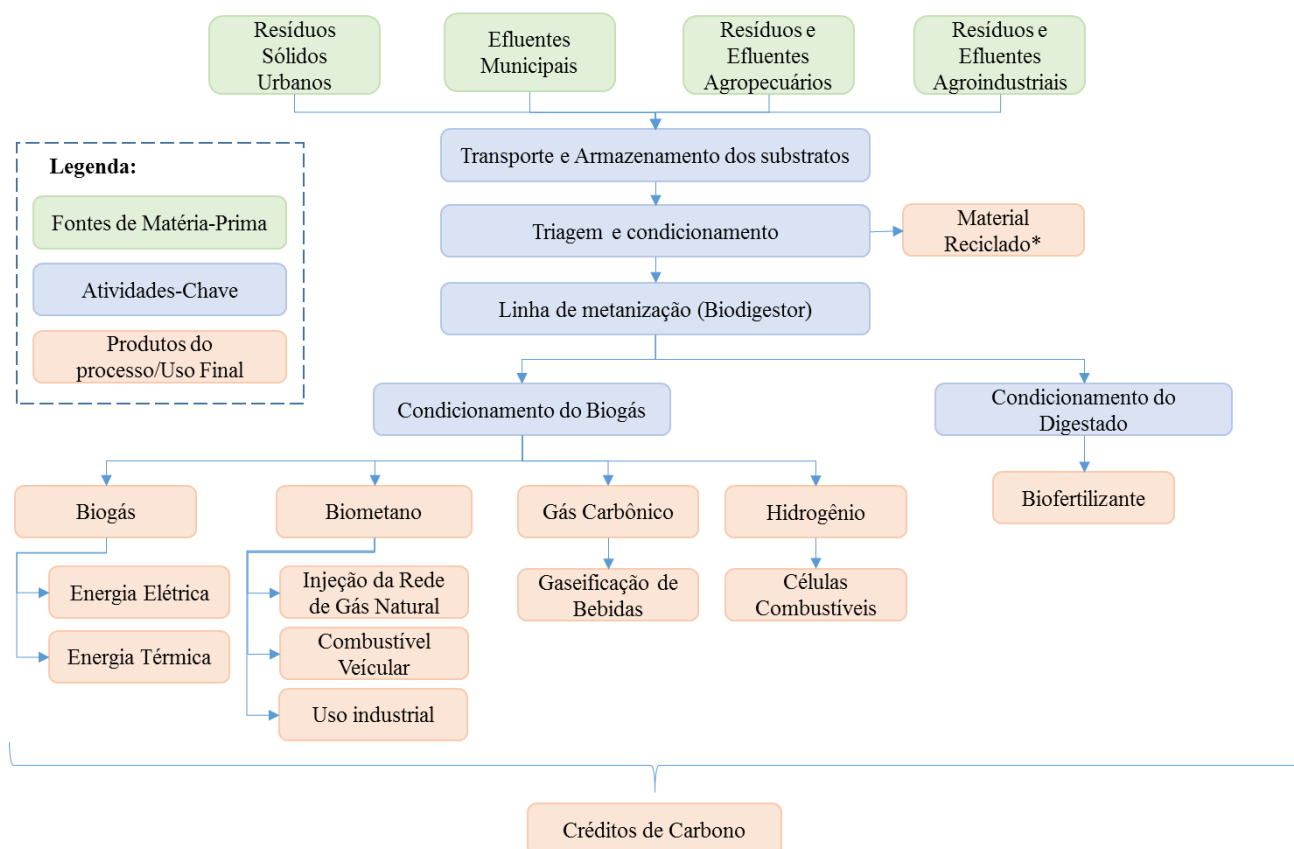 Resíduos
Sólidos
Urbanos
Efluentes
Municipais
Resíduos e
Efluentes
Agropecuários
Resíduos e
Efluentes
Agroindustriais
Legenda:
Fontes de Matéria-Prima
Atividades-Chave
Produtos do
processo/Uso Final
Transporte e Armazenamento dos substratos
Triagem e condicionamento
Material
Reciclado*
Linha de metanização (Biodigestor)
Condicionamento do Biogás
Condicionamento do
Digestado
Biogás
Biometano
Gás Carbônico
Hidrogênio
Biofertilizante
Energia Elétrica
Energia Térmica
Injeção da Rede
de Gás Natural
Combustível
Veícular
Uso industrial
Gaseificação de
Bebidas
Células
Combustíveis
Créditos de Carbono